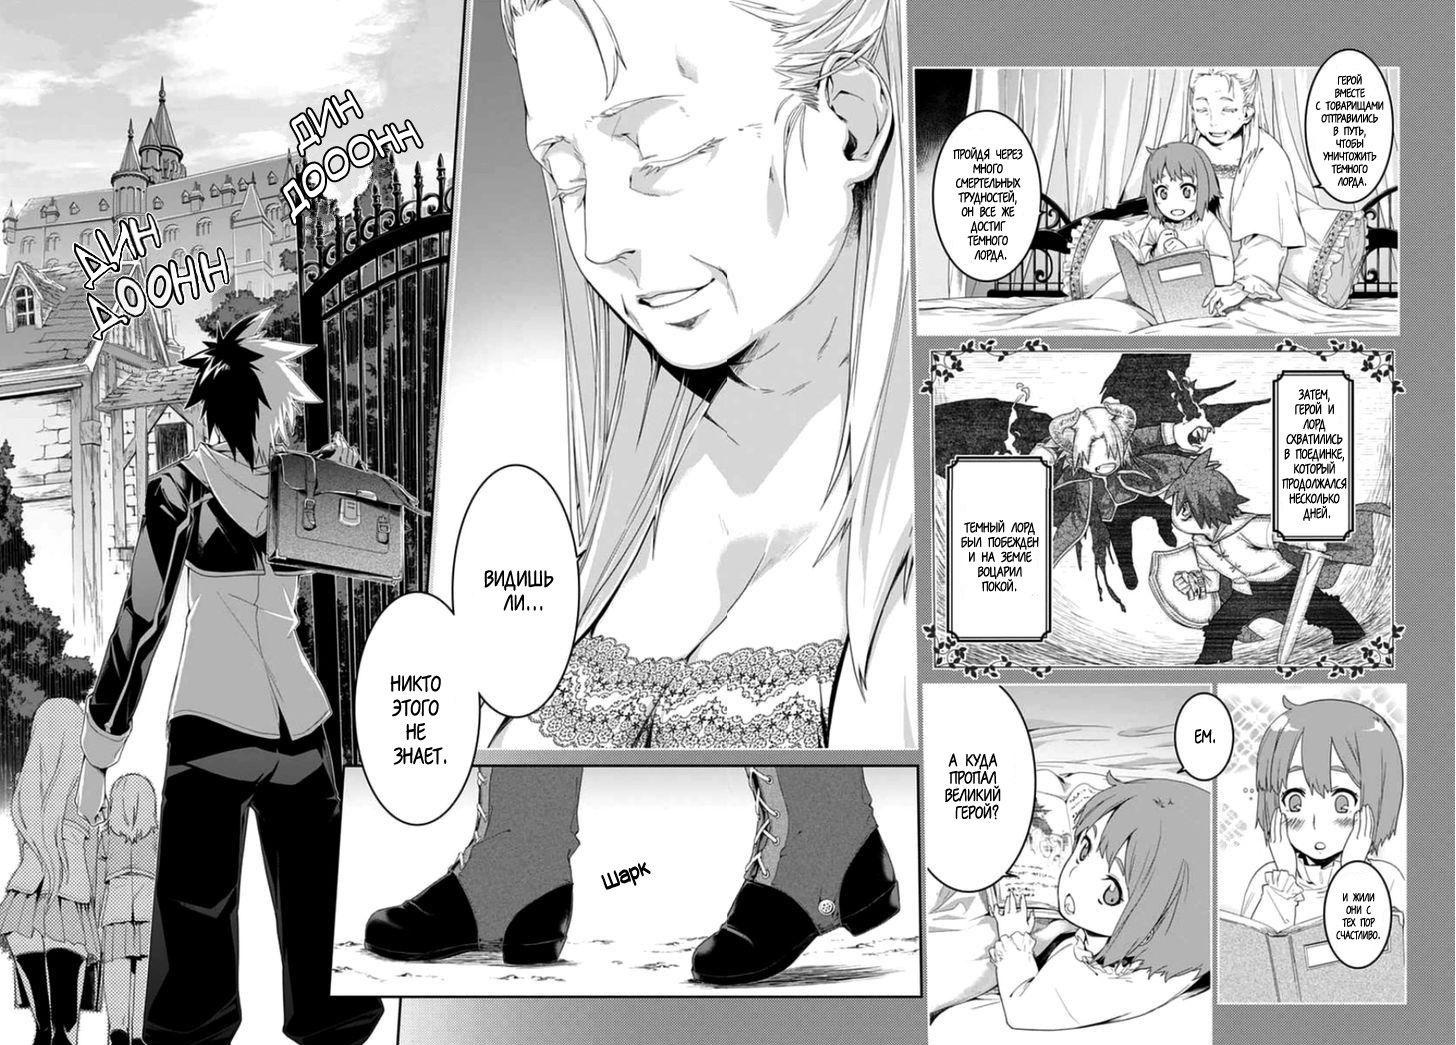 ГЕРОЙ
ВМЕСТЕ
С ТОВАРИЩАМИ
ОТПРАВИЛИСЬ
В ПУТЬ,
ЧТОБЫ
УНИЧТОЖИТЬ
ТЕМНОГО
ЛОРДА.
ПРОЙДЯ ЧЕРЕЗ
МНОГО
СМЕРТЕЛЬНЫХ
ТРУДНОСТЕЙ,
ОН ВСЕ ЖЕ
ДОСТИГ
ТЕМНОГО
ЛОРДА.
ЗАТЕМ,
ГЕРОЙ И
ЛОРД
СХВАТИЛИСЬ
В ПОЕДИНКЕ,
КОТОРЫЙ
ПРОДОЛЖАЛСЯ
НЕСКОЛЬКО
ДНЕЙ.
ТЕМНЫЙ ЛОРД
БЫЛ ПОБЕЖДЕН
И НА ЗЕМЛЕ
ВОЦАРИЛ
ПОКОЙ.
И ЖИЛИ
ОНИ С
ТЕХ ПОР
СЧАСТЛИВО.
ЕМ.
А КУДА
ПРОПАЛ
ВЕЛИКИЙ
ГЕРОЙ?
ВИДИШЬ
ЛИ...
НИКТО
ЭТОГО
НЕ
ЗНАЕТ.
ШАРК
ДИН
ДОООНН
ДИН
ДООНН